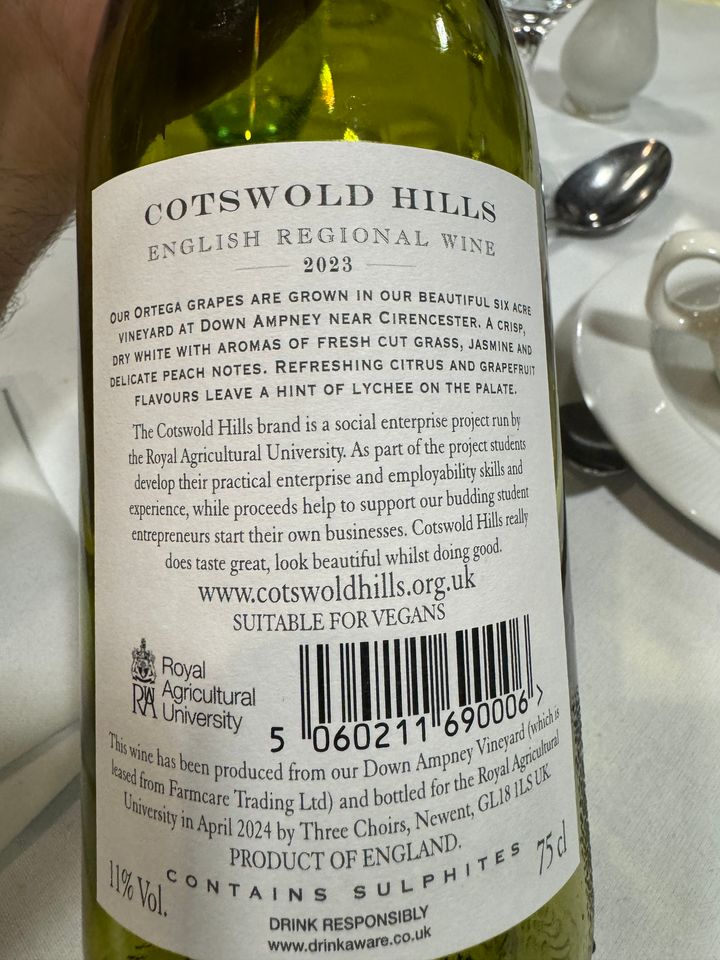 COTSWOLD HILLS
ENGLISH REGIONAL WINE
2023
OUR ORTEGA GRAPES ARE GROWN IN OUR BEAUTIFUL SIX ACRE
VINEYARD AT DOWN AMPNEY NEAR CIRENCESTER. A CRISP,
DRY WHITE WITH AROMAS OF FRESH CUT GRASS, JASMINE AND
DELICATE PEACH NOTES. REFRESHING CITRUS AND GRAPEFRUIT
FLAVOURS LEAVE A HINT OF LYCHEE ON THE PALATE.
The Cotswold Hills brand is a social enterprise project run by
the Royal Agricultural University. As part of the project students
develop their practical enterprise and employability skills and
experience, while proceeds help to support our budding student
entrepreneurs start their own businesses. Cotswold Hills really
does taste great, look beautiful whilst doing good.
www.cotswoldhills.org.uk
SUITABLE FOR VEGANS
RAU
Royal
Agricultural
University
5 060211 690006 >
This wine has been produced from our Down Ampney Vineyard (which is
leased from Farmcare Trading Ltd) and bottled for the Royal Agricultural
University in April 2024 by Three Choirs, Newent, GL18 1LS UK
PRODUCT OF ENGLAND.
11% Vol.
CONTAINS SULPHITES
75 cl
DRINK RESPONSIBLY
www.drinkaware.co.uk